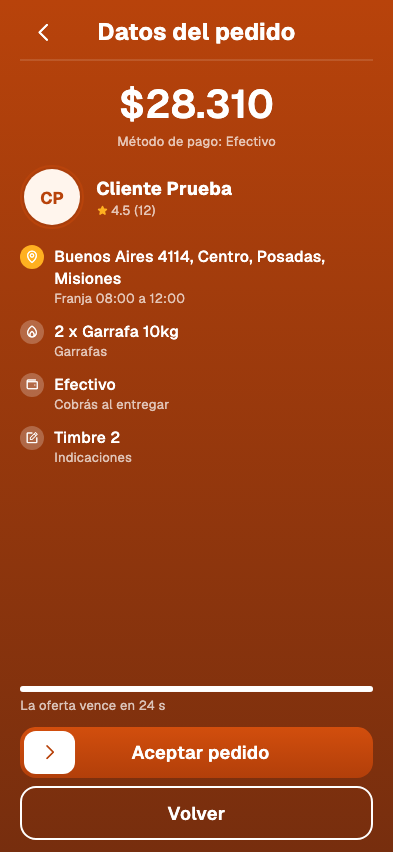 Datos del pedido
$28.310
Método de pago: Efectivo
CP
Cliente Prueba
4.5 (12)
Buenos Aires 4114, Centro, Posadas,
Misiones
Franja 08:00 a 12:00
2 x Garrafa 10kg
Garrafas
Efectivo
Cobrás al entregar
Timbre 2
Indicaciones
La oferta vence en 24 s
Aceptar pedido
Volver